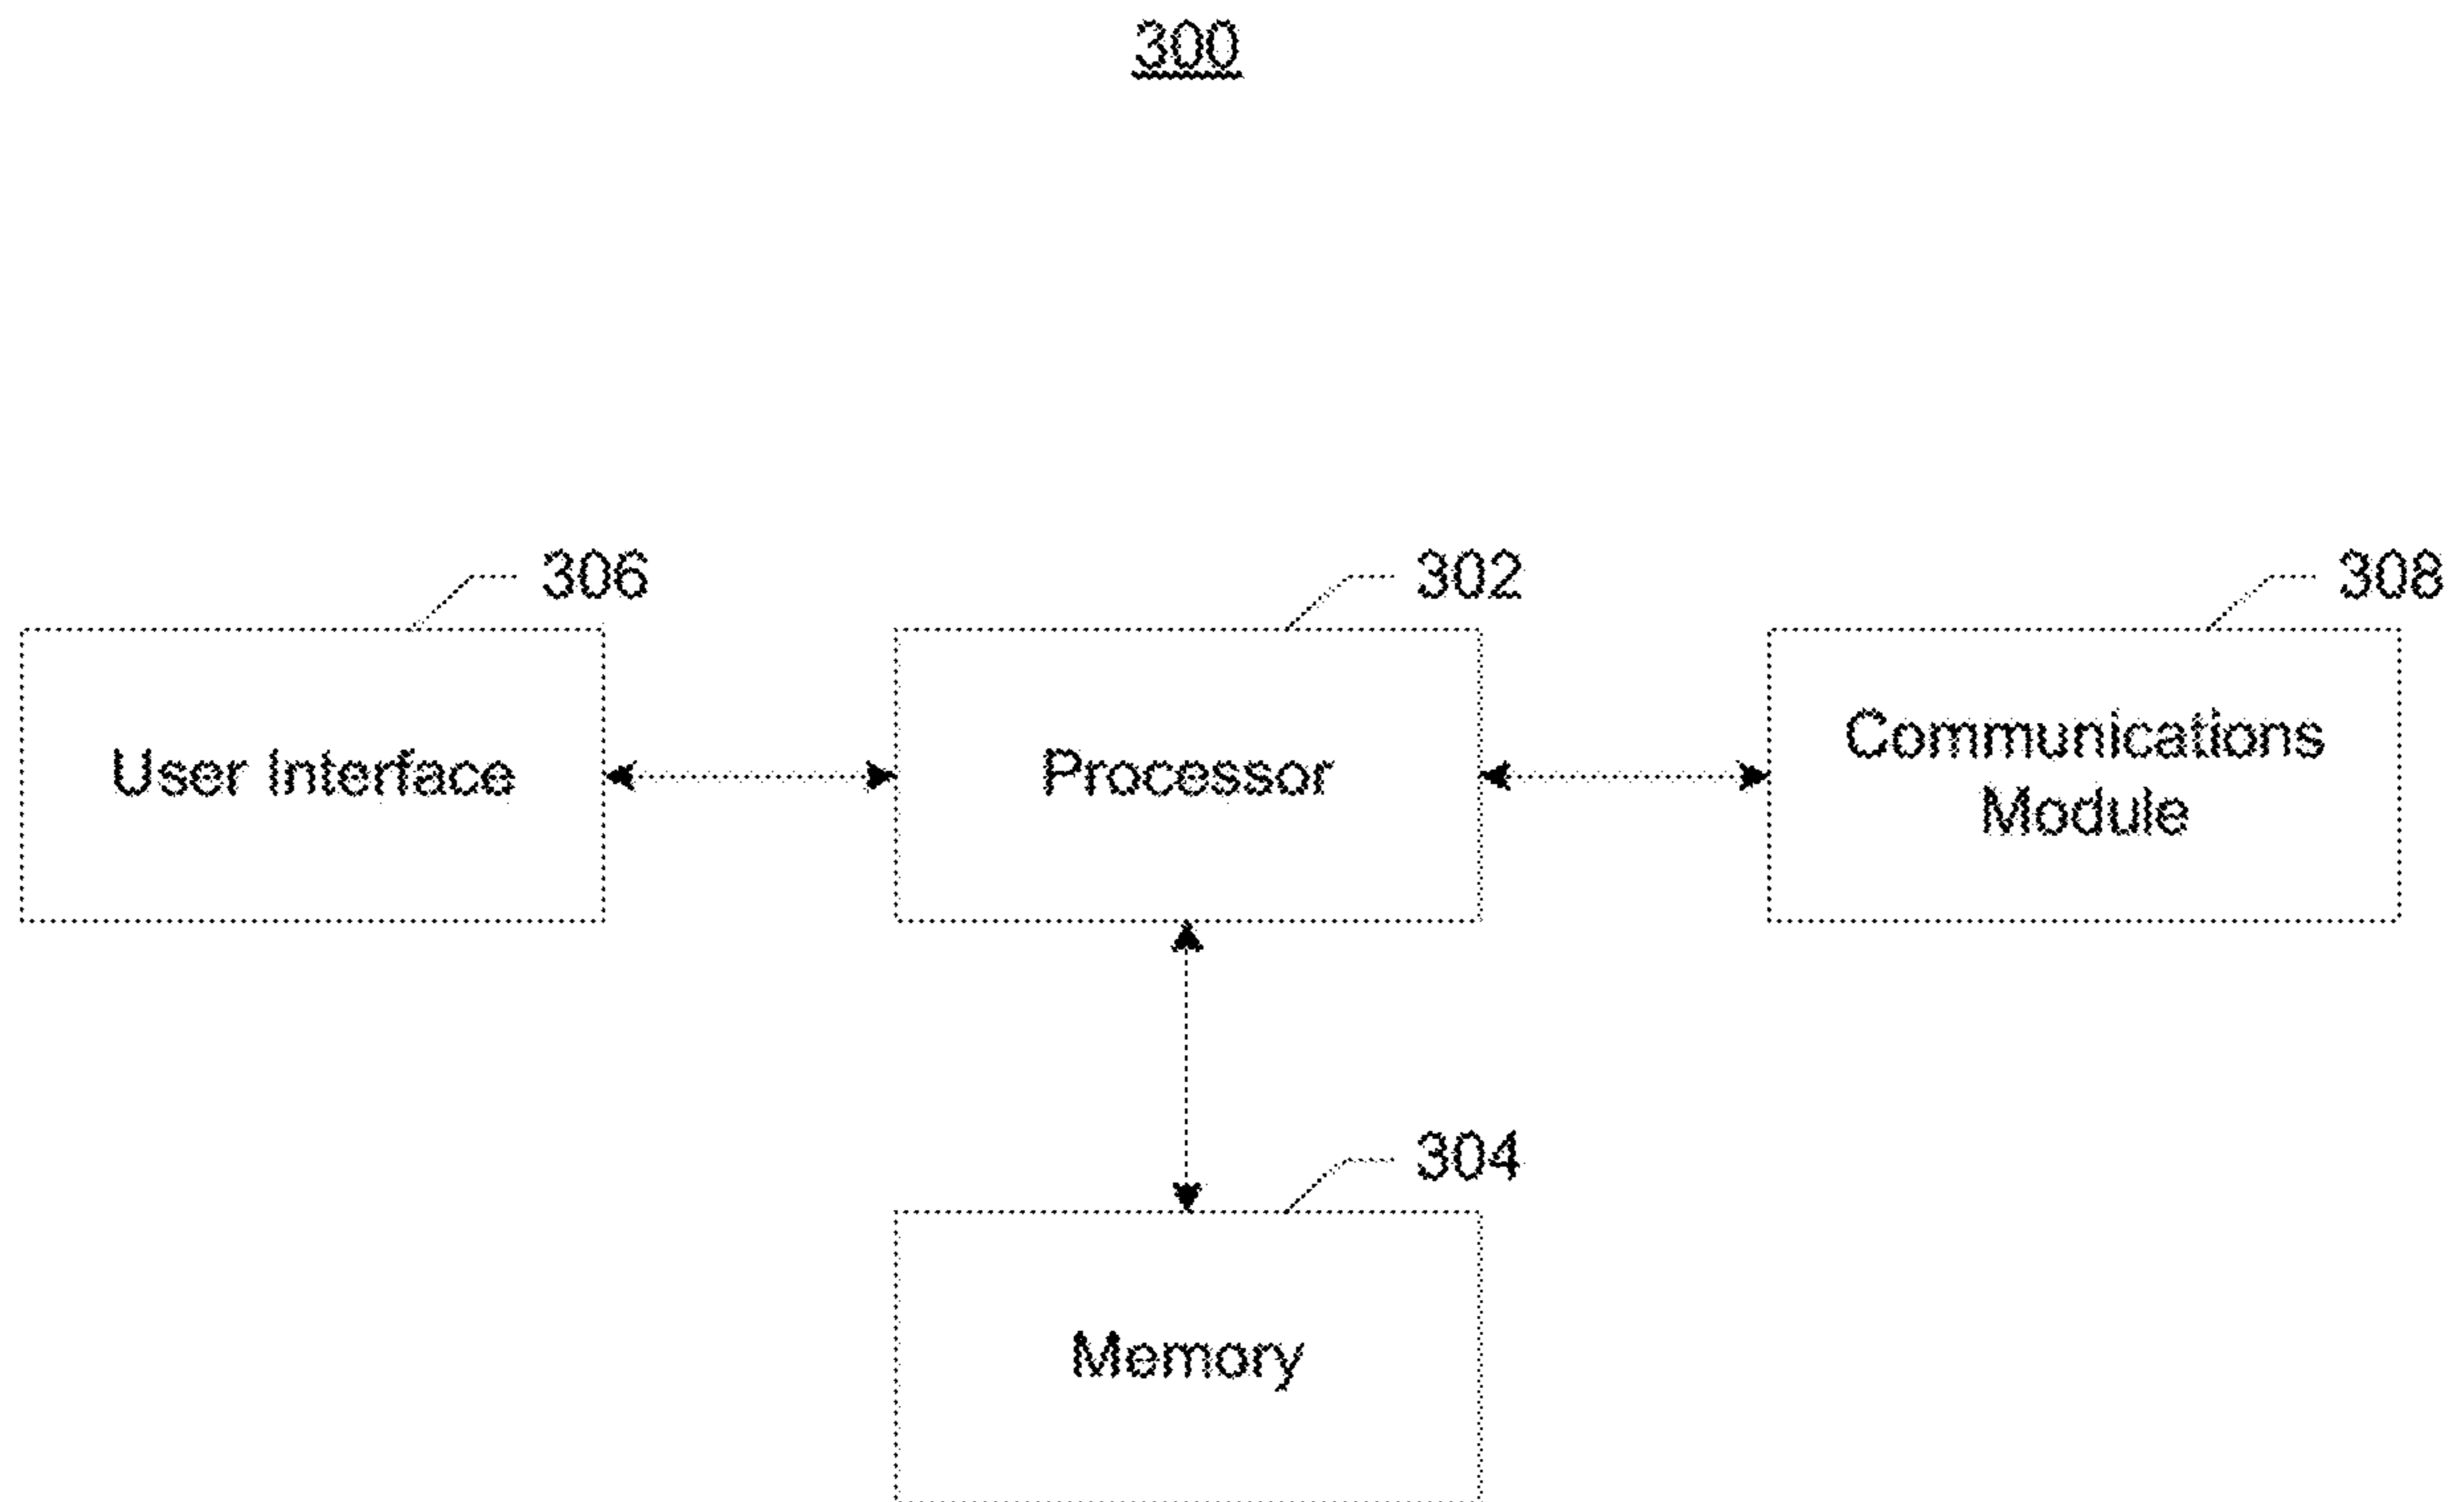 300
306
302
308
User Interface
Processor
Communications
Module
304
Memory